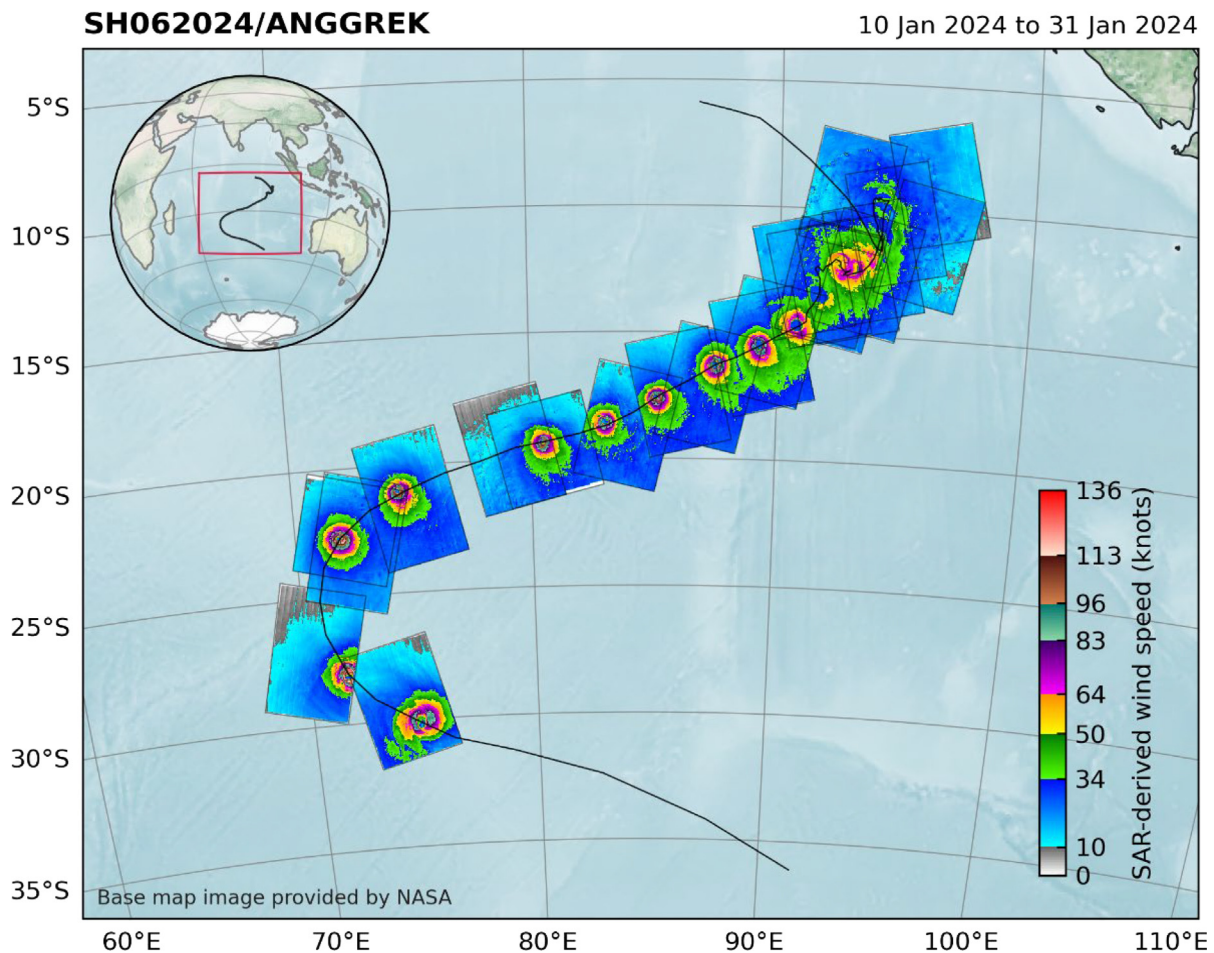 SH062024/ANGGREK
10 Jan 2024 to 31 Jan 2024
5°S
10°S
15°S
20°S
25°S
30°S
35°S
136
113
96
83
64
50
34
10
0
SAR-derived wind speed (knots)
Base map image provided by NASA
60°E 70°E 80°E 90°E 100°E 110°E